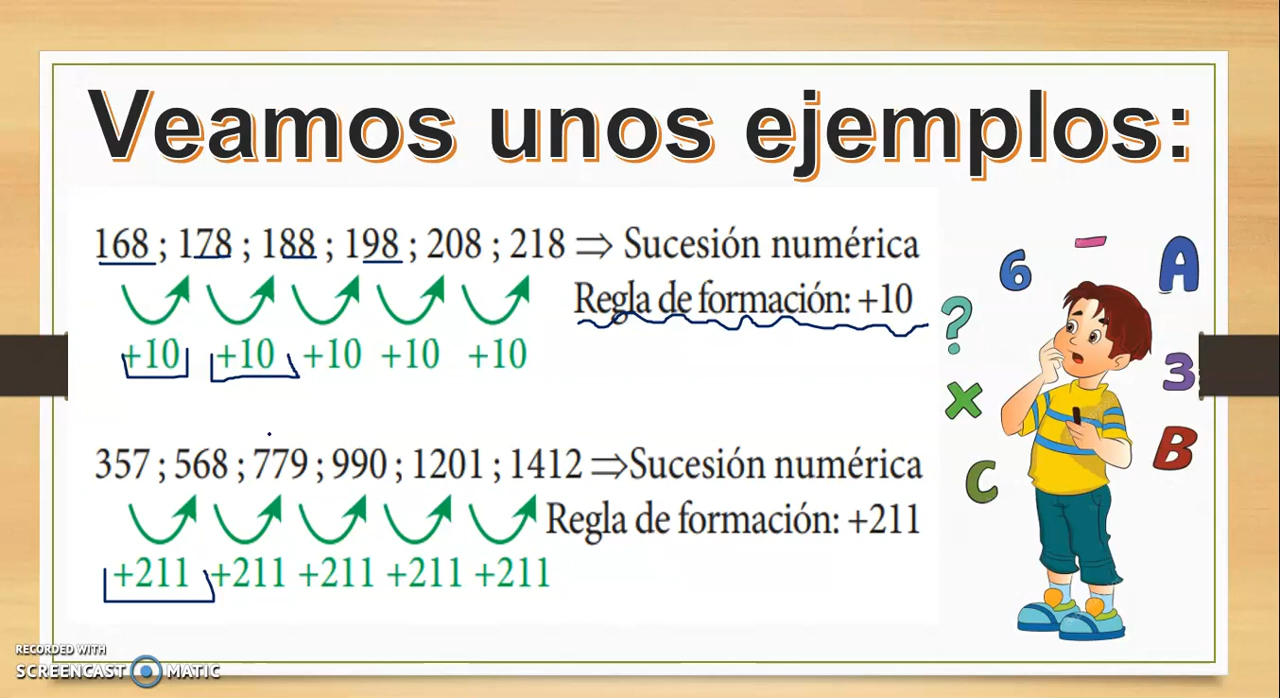 Veamos unos ejemplos:
168 ; 178 ; 188 ; 198 ; 208 ; 218 ⇒ Sucesión numérica
Regla de formación: +10
+10 +10 +10 +10 +10
357 ; 568 ; 779 ; 990 ; 1201 ; 1412 ⇒Sucesión numérica
Regla de formación: +211
+211 +211 +211 +211 +211
6 - A
?
3
x
B
C
RECORDED WITH
SCREENCAST MATIC